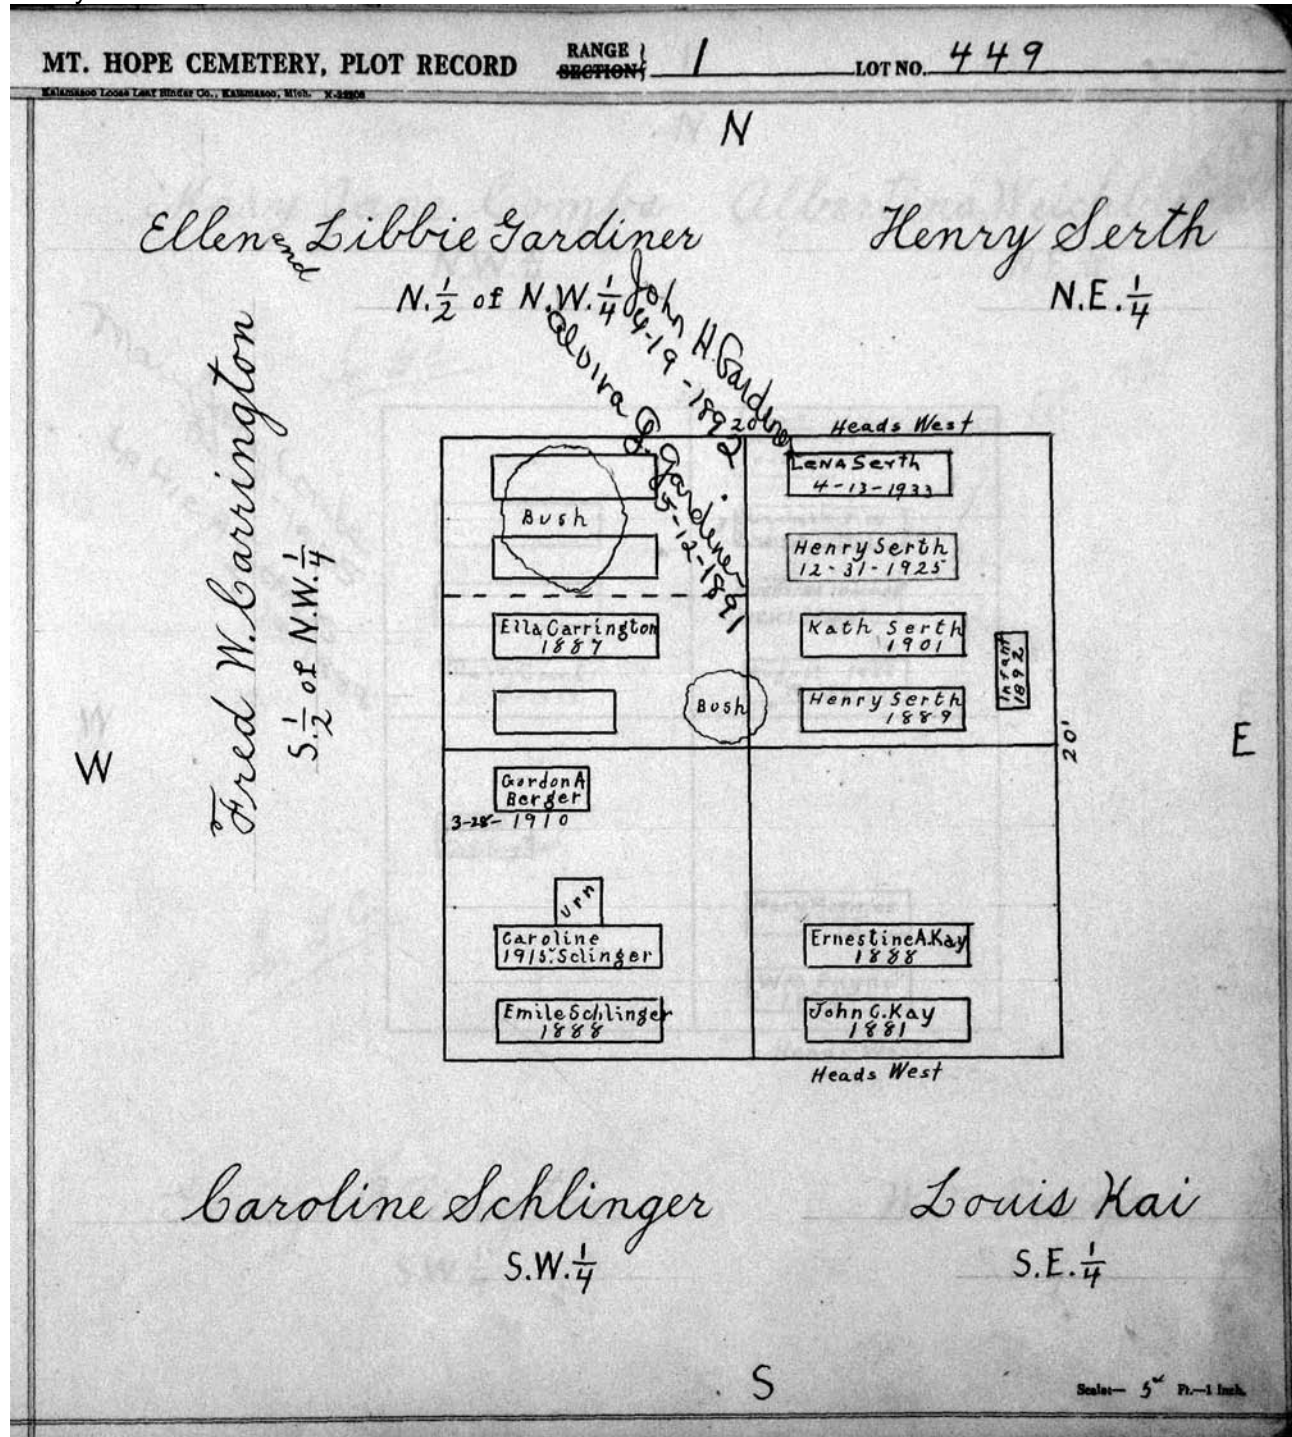 MT. HOPE CEMETERY, PLOT RECORD RANGE SECTION 1 LOT NO. 449
Kalamazoo Loose Leaf Binder Co., Kalamazoo, Mich.
N
Ellen and Libbie Gardiner
N. 1/2 of N.W. 1/4
Henry Serth
N.E. 1/4
John H. Gardener
4-19-1892
G. Gardener
5-12-1891
Fred W. Carrington
S. 1/2 of N.W. 1/4
20
Heads West
Bush
Lena Serth
4-13-1933
Henry Serth
12-31-1925
Ella Carrington
1887
Kath Serth
1901
Infant
1892
Bush
Henry Serth
1889
20'
W
E
Gordon A
Berger
3-28-1910
Urn
Caroline
1915. Sclinger
Ernestine A. Kay
1888
Emile Schlinger
1888
John C. Kay
1881
Heads West
Caroline Schlinger
S.W. 1/4
Louis Kai
S.E. 1/4
S
Scale:— 5 Ft.—1 Inch.